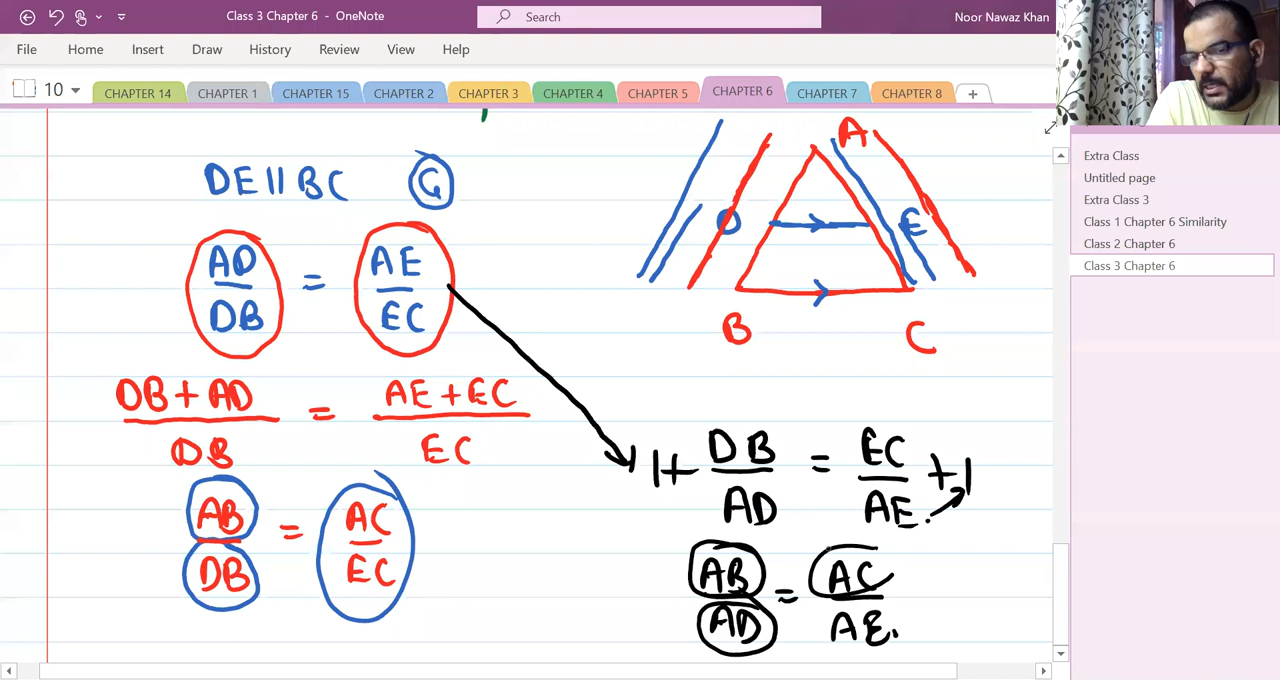 Class 3 Chapter 6 - OneNote
Search
Noor Nawaz Khan
File Home Insert Draw History Review View Help
10
CHAPTER 14 CHAPTER 1 CHAPTER 15 CHAPTER 2 CHAPTER 3 CHAPTER 4 CHAPTER 5 CHAPTER 6 CHAPTER 7 CHAPTER 8 +
Extra Class
Untitled page
Extra Class 3
Class 1 Chapter 6 Similarity
Class 2 Chapter 6
Class 3 Chapter 6
DE || BC G
AD/DB = AE/EC
DB + AD/DB = AE + EC/EC
AB/DB = AC/EC
A
D E
B C
1 + DB/AD = EC/AE + 1
AB/AD = AC/AE.